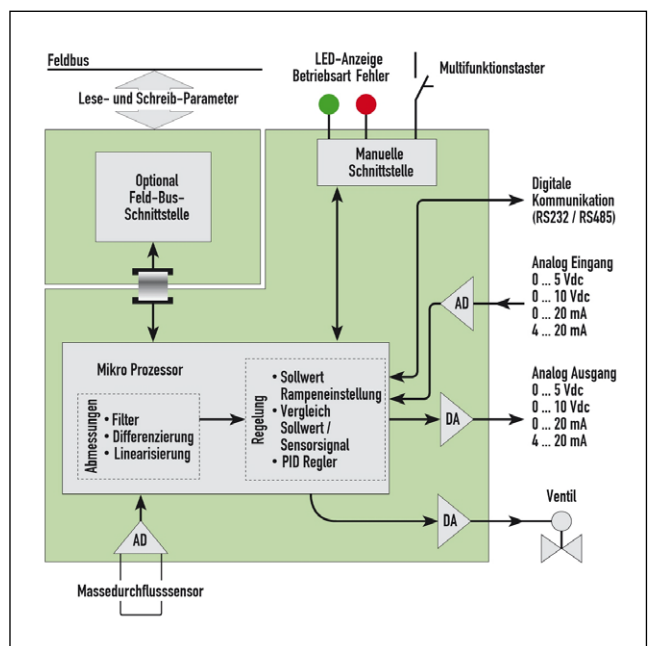 Feldbus
Lese- und Schreib-Parameter
LED-Anzeige
Betriebsart Fehler
Multifunktionstaster
Optional
Feld-Bus-
Schnittstelle
Manuelle
Schnittstelle
Digitale
Kommunikation
(RS232 / RS485)
Analog Eingang
0 ... 5 Vdc
0 ... 10 Vdc
0 ... 20 mA
4 ... 20 mA
AD
Mikro Prozessor
Abmessungen
• Filter
• Differenzierung
• Linearisierung
Regelung
• Sollwert
Rampeneinstellung
• Vergleich
Sollwert /
Sensorsignal
• PID Regler
Analog Ausgang
0 ... 5 Vdc
0 ... 10 Vdc
0 ... 20 mA
4 ... 20 mA
DA
DA
Ventil
AD
Massedurchflusssensor